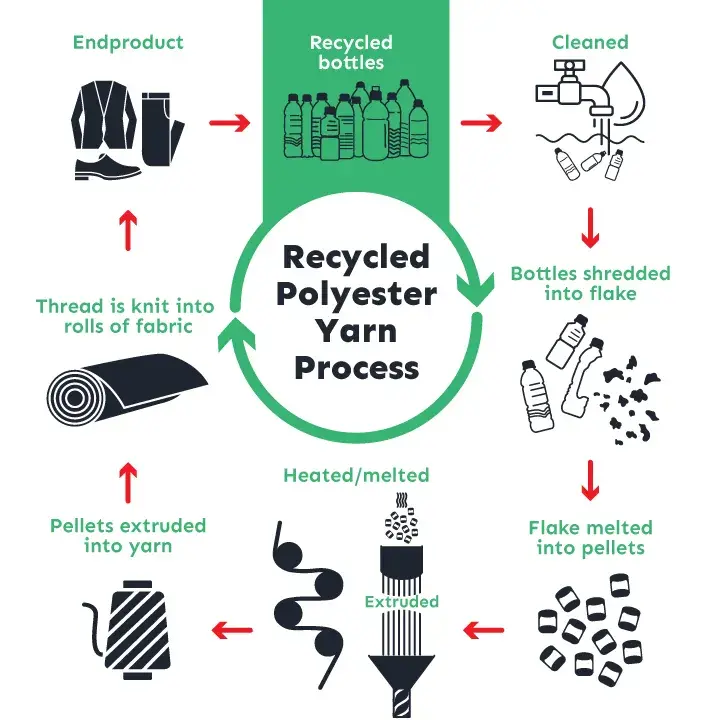 Endproduct
Recycled
bottles
Cleaned
Recycled
Polyester
Yarn
Process
Bottles shredded
into flake
Thread is knit into
rolls of fabric
Heated/melted
Extruded
Pellets extruded
into yarn
Flake melted
into pellets